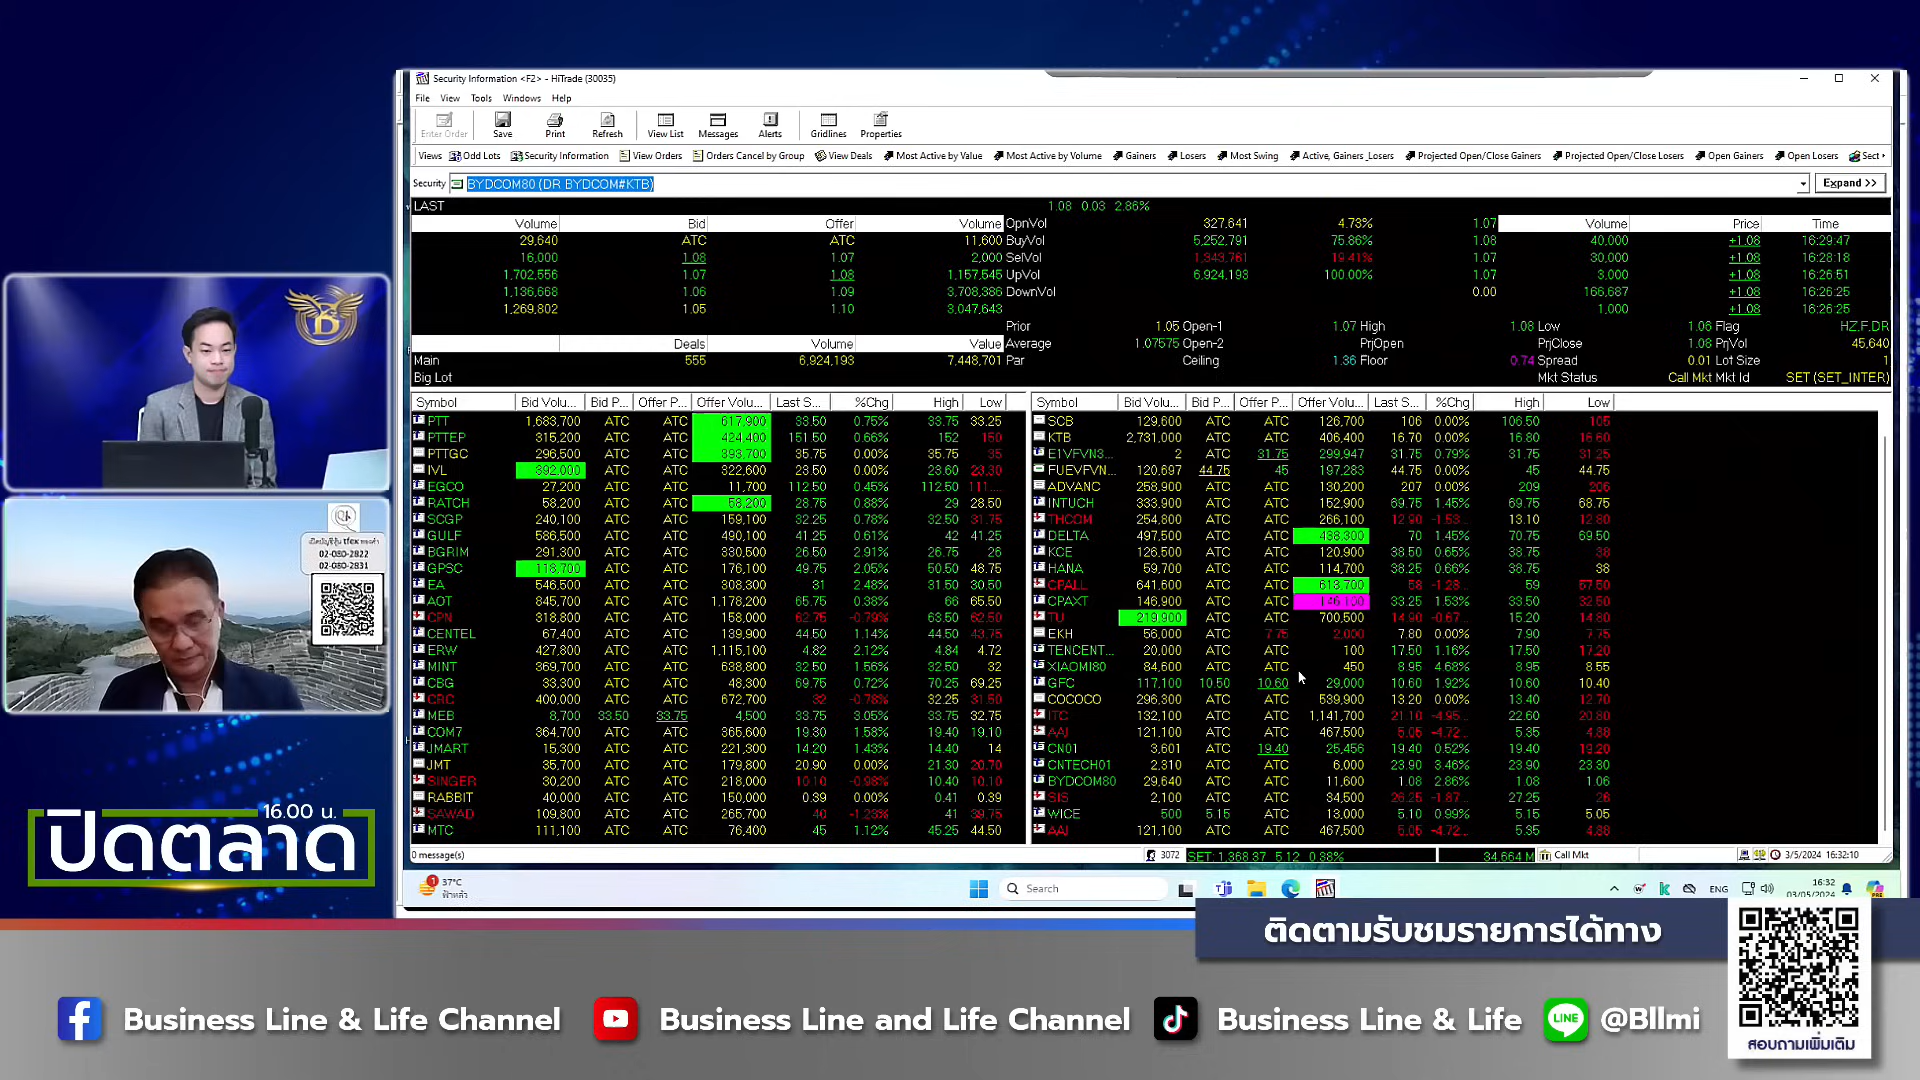 Security Information <F2> - HiTrade (30035)
File View Tools Windows Help
Enter Order Save Print Refresh View List Messages Alerts Gridlines Properties
Views Odd Lots Security Information View Orders Orders Cancel by Group View Deals Most Active by Value Most Active by Volume Gainers Losers Most Swing Active, Gainers_Losers Projected Open/Close Gainers Projected Open/Close Losers Open Gainers Open Losers Sect
Security BYDCOM80 (DR BYDCOM#KTB) Expand >>
LAST 1.08 0.03 2.86%
Volume Bid Offer Volume OpnVol 327,641 4.73% 1.07 Volume Price Time
29,640 ATC ATC 11,600 BuyVol 5,252,791 75.86% 1.08 40,000 +1.08 16:29:47
16,000 1.08 1.07 2,000 SelVol 1,343,761 19.41% 1.07 30,000 +1.08 16:28:18
1,702,556 1.07 1.08 1,157,545 UpVol 6,924,193 100.00% 1.07 3,000 +1.08 16:26:51
1,136,668 1.06 1.09 3,708,386 DownVol 0.00 166,687 +1.08 16:26:25
1,269,802 1.05 1.10 3,047,643 1,000 +1.08 16:26:25
Prior 1.05 Open-1 1.07 High 1.08 Low 1.06 Flag HZ.F.DR
Deals Volume Value Average 1.07575 Open-2 PrjOpen PrjClose 1.08 PrjVol 45,640
Main 555 6,924,193 7,448,701 Par Ceiling 1.36 Floor 0.74 Spread 0.01 Lot Size 1
Big Lot Mkt Status Call Mkt Mkt Id SET (SET_INTER)
Symbol Bid Volu... Bid P... Offer P... Offer Volu... Last S... %Chg High Low
PTT 1,683,700 ATC ATC 617,900 33.50 0.75% 33.75 33.25
PTTEP 315,200 ATC ATC 424,400 151.50 0.66% 152 150
PTTGC 296,500 ATC ATC 393,700 35.75 0.00% 35.75 35
IVL 392,000 ATC ATC 322,600 23.50 0.00% 23.60 23.30
EGCO 27,200 ATC ATC 11,700 112.50 0.45% 112.50 111....
RATCH 58,200 ATC ATC 58,200 28.75 0.88% 29 28.50
SCGP 240,100 ATC ATC 159,100 32.25 0.78% 32.50 31.75
GULF 586,500 ATC ATC 490,100 41.25 0.61% 42 41.25
BGRIM 291,300 ATC ATC 330,500 26.50 2.91% 26.75 26
GPSC 113,700 ATC ATC 176,100 49.75 2.05% 50.50 48.75
EA 546,500 ATC ATC 308,300 31 2.48% 31.50 30.50
AOT 845,700 ATC ATC 1,178,200 65.75 0.38% 66 65.50
CPN 318,800 ATC ATC 158,000 62.75 -0.79% 63.50 62.50
CENTEL 67,400 ATC ATC 139,900 44.50 1.14% 44.50 43.75
ERW 427,800 ATC ATC 1,115,100 4.82 2.12% 4.84 4.72
MINT 369,700 ATC ATC 638,800 32.50 1.56% 32.50 32
CBG 33,300 ATC ATC 48,300 69.75 0.72% 70.25 69.25
CRC 400,000 ATC ATC 672,700 32 -0.78% 32.25 31.50
MEB 8,700 33.50 33.75 4,500 33.75 3.05% 33.75 32.75
COM7 364,700 ATC ATC 365,600 19.30 1.58% 19.40 19.10
JMART 15,300 ATC ATC 221,300 14.20 1.43% 14.40 14
JMT 35,700 ATC ATC 179,800 20.90 0.00% 21.30 20.70
SINGER 30,200 ATC ATC 218,000 10.10 -0.98% 10.40 10.10
RABBIT 40,000 ATC ATC 150,000 0.39 0.00% 0.41 0.39
SAWAD 109,800 ATC ATC 265,700 40 -1.23% 41 39.75
MTC 111,100 ATC ATC 76,400 45 1.12% 45.25 44.50
Symbol Bid Volu... Bid P... Offer P... Offer Volu... Last S... %Chg High Low
SCB 129,600 ATC ATC 126,700 106 0.00% 106.50 105
KTB 2,731,000 ATC ATC 406,400 16.70 0.00% 16.80 16.60
E1VFVN3... 2 ATC 31.75 299,947 31.75 0.79% 31.75 31.25
FUEVFVN... 120,697 44.75 45 197,283 44.75 0.00% 45 44.75
ADVANC 258,900 ATC ATC 130,200 207 0.00% 209 206
INTUCH 333,900 ATC ATC 152,900 69.75 1.45% 69.75 68.75
THCOM 254,800 ATC ATC 266,100 12.90 -1.53... 13.10 12.80
DELTA 497,500 ATC ATC 438,300 70 1.45% 70.75 69.50
KCE 126,500 ATC ATC 120,900 38.50 0.65% 38.75 38
HANA 59,700 ATC ATC 114,700 38.25 0.66% 38.75 38
CPALL 641,600 ATC ATC 613,700 58 -1.28... 59 57.50
CPAXT 146,900 ATC ATC 146,100 33.25 1.53% 33.50 32.50
TU 219,900 ATC ATC 700,500 14.90 -0.67... 15.20 14.80
EKH 56,000 ATC 7.75 2,000 7.80 0.00% 7.90 7.75
TENCENT... 20,000 ATC ATC 100 17.50 1.16% 17.50 17.20
XIAOMI80 84,600 ATC ATC 450 8.95 4.68% 8.95 8.55
GFC 117,100 10.50 10.60 29,000 10.60 1.92% 10.60 10.40
COCOCO 296,300 ATC ATC 539,900 13.20 0.00% 13.40 12.70
ITC 132,100 ATC ATC 1,141,700 21.10 -4.95... 22.60 20.80
AAI 121,100 ATC ATC 467,500 5.05 -4.72... 5.35 4.88
CN01 3,601 ATC 19.40 25,456 19.40 0.52% 19.40 19.20
CNTECH01 2,310 ATC ATC 6,000 23.90 3.46% 23.90 23.30
BYDCOM80 29,640 ATC ATC 11,600 1.08 2.86% 1.08 1.06
SIS 2,100 ATC ATC 34,500 26.25 -1.87... 27.25 26
WICE 500 5.15 ATC 13,000 5.10 0.99% 5.15 5.05
AAI 121,100 ATC ATC 467,500 5.05 -4.72... 5.35 4.88
0 message(s) 3072 SET: 1,368.37 5.12 0.38% 34,664 M Call Mkt 3/5/2024 16:32:10
37°C
ฟ้าหลัว
Search
ENG
16:32
03/05/2024
เปิดบัญชีหุ้น tfex ทองคำ
02-080-2822
02-080-2831
16.00 น.
ปิดตลาด
ติดตามรับชมรายการได้ทาง
Business Line & Life Channel
Business Line and Life Channel
Business Line & Life
LINE
@Bllmi
สอบถามเพิ่มเติม